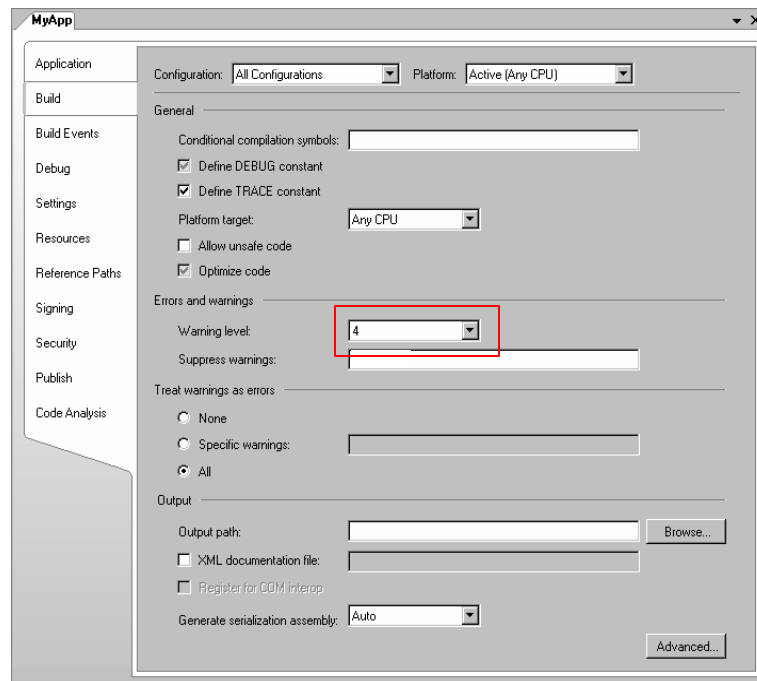 MyApp
Application
Configuration: All Configurations Platform: Active (Any CPU)
Build
General
Conditional compilation symbols:
Build Events
Define DEBUG constant
Debug
Define TRACE constant
Settings
Platform target: Any CPU
Resources
Allow unsafe code
Reference Paths
Optimize code
Signing
Errors and warnings
Warning level: 4
Security
Suppress warnings:
Publish
Treat warnings as errors
Code Analysis
None
Specific warnings:
All
Output
Output path: Browse...
XML documentation file:
Register for COM interop
Generate serialization assembly: Auto
Advanced...